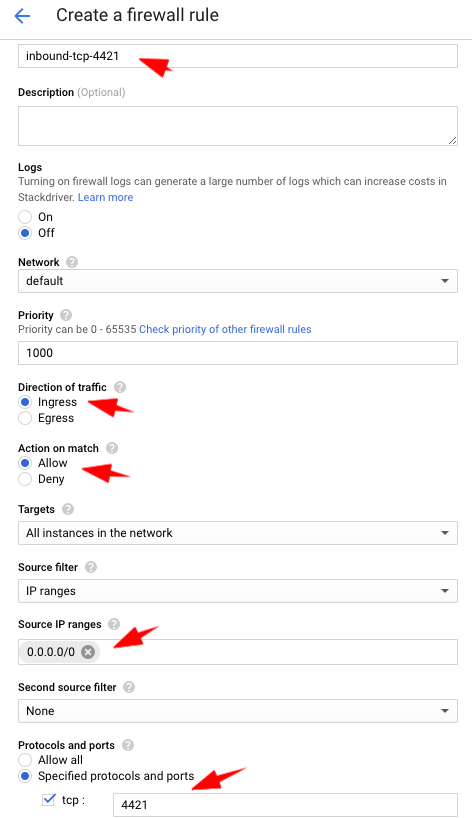 Create a firewall rule
inbound-tcp-4421
Description (Optional)
Logs
Turning on firewall logs can generate a large number of logs which can increase costs in
Stackdriver. Learn more
On
Off
Network ?
default
Priority ?
Priority can be 0 - 65535 Check priority of other firewall rules
1000
Direction of traffic ?
Ingress
Egress
Action on match ?
Allow
Deny
Targets ?
All instances in the network
Source filter ?
IP ranges
Source IP ranges ?
0.0.0.0/0
Second source filter ?
None
Protocols and ports ?
Allow all
Specified protocols and ports
tcp : 4421